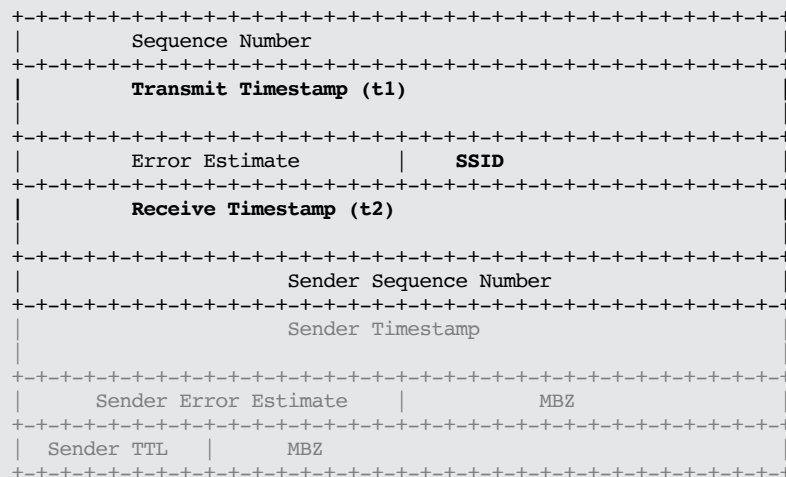 +-+-+-+-+-+-+-+-+-+-+-+-+-+-+-+-+-+-+-+-+-+-+-+-+-+-+-+-+-+-+-+-+
| Sequence Number |
+-+-+-+-+-+-+-+-+-+-+-+-+-+-+-+-+-+-+-+-+-+-+-+-+-+-+-+-+-+-+-+-+
| Transmit Timestamp (t1) |
| |
+-+-+-+-+-+-+-+-+-+-+-+-+-+-+-+-+-+-+-+-+-+-+-+-+-+-+-+-+-+-+-+-+
| Error Estimate | SSID |
+-+-+-+-+-+-+-+-+-+-+-+-+-+-+-+-+-+-+-+-+-+-+-+-+-+-+-+-+-+-+-+-+
| Receive Timestamp (t2) |
| |
+-+-+-+-+-+-+-+-+-+-+-+-+-+-+-+-+-+-+-+-+-+-+-+-+-+-+-+-+-+-+-+-+
| Sender Sequence Number |
+-+-+-+-+-+-+-+-+-+-+-+-+-+-+-+-+-+-+-+-+-+-+-+-+-+-+-+-+-+-+-+-+
| Sender Timestamp |
| |
+-+-+-+-+-+-+-+-+-+-+-+-+-+-+-+-+-+-+-+-+-+-+-+-+-+-+-+-+-+-+-+-+
| Sender Error Estimate | MBZ |
+-+-+-+-+-+-+-+-+-+-+-+-+-+-+-+-+-+-+-+-+-+-+-+-+-+-+-+-+-+-+-+-+
| Sender TTL | MBZ |
+-+-+-+-+-+-+-+-+-+-+-+-+-+-+-+-+-+-+-+-+-+-+-+-+-+-+-+-+-+-+-+-+